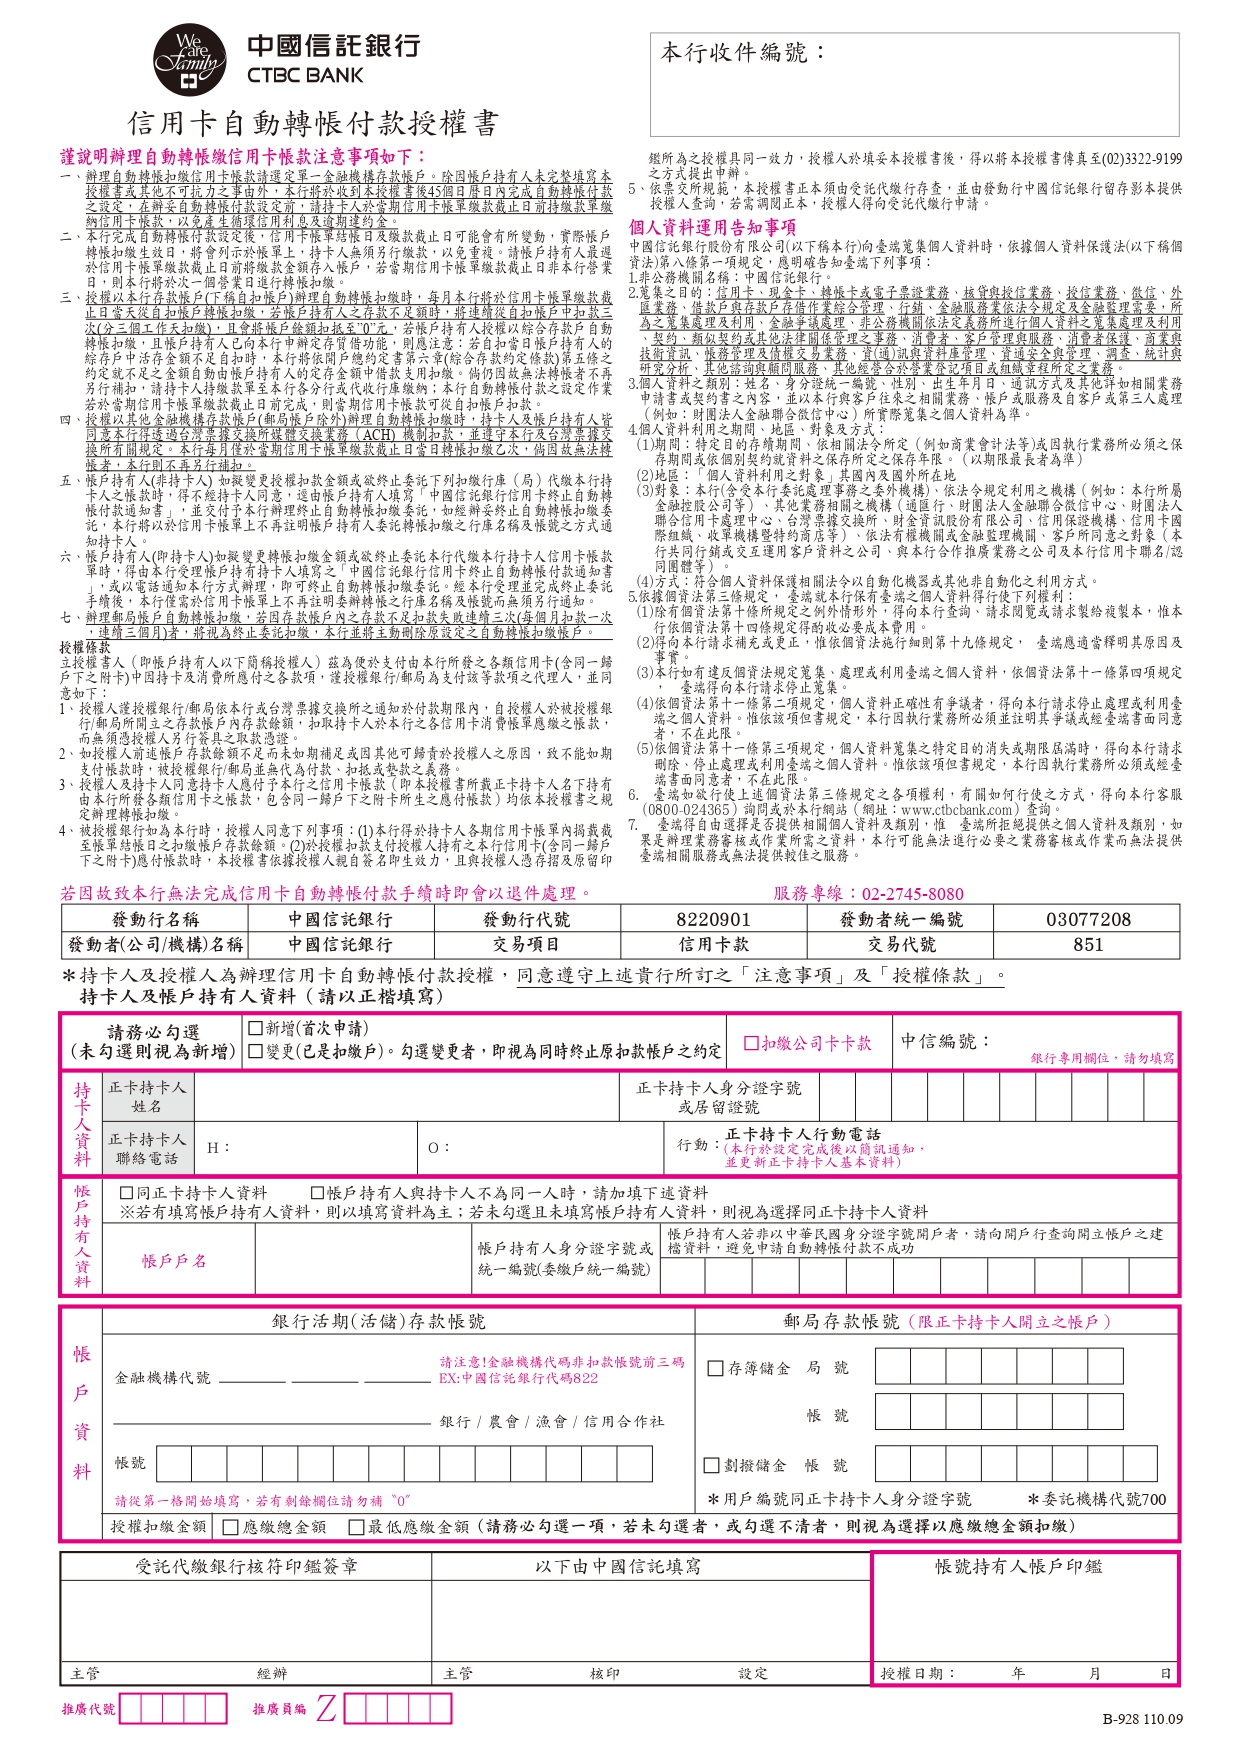 We are Family
中國信託銀行
CTBC BANK
本行收件編號：
信用卡自動轉帳付款授權書
謹說明辦理自動轉帳繳信用卡帳款注意事項如下：
一、辦理自動轉帳繳信用卡帳款請選定單一金融機構存款帳戶。除因帳戶持有人未完整填寫本
授權書或其他不可抗力之事由外，本行將於收到本授權書後45個日曆日內完成自動轉帳付款
之設定，在辦妥自動轉帳付款設定前，請持卡人於當期信用卡帳單繳款截止日前持繳款單繳
納信用卡帳款，以免產生循環信用利息及逾期違約金。
二、本行完成自動轉帳付款設定後，信用卡帳單結帳日及繳款截止日可能會有所變動，實際帳戶
轉帳扣繳生效日，將會列示於帳單上，持卡人無須另行繳款，以免重複。請帳戶持有人最遲
於信用卡帳單繳款截止日前將繳款金額存入帳戶，若當期信用卡帳單繳款截止日非本行營業
日，則本行將於次一個營業日進行轉帳扣繳。
三、授權以本行存款帳戶(下稱自扣帳戶)辦理自動轉帳扣繳時，每月本行將於信用卡帳單繳款截
止日當天從自扣帳戶轉帳扣繳，若帳戶持有人之存款不足額時，將連續從自扣帳戶中扣款三
次(分三個工作天扣繳)，且會將帳戶餘額扣抵至"0"元，若帳戶持有人授權以綜合存款戶自動
轉帳扣繳，且帳戶持有人已向本行申辦定存質借功能，則應注意：若自扣當日帳戶持有人的
綜存戶中活存金額不足自扣時，本行將依開戶總約定書第六章(綜合存款約定條款)第五條之
約定就不足之金額自動由帳戶持有人的定存金額中借款支用扣繳。倘仍因故無法轉帳者不再
另行補扣，請持卡人持繳款單至本行各分行或代收行庫繳納；本行自動轉帳付款之設定作業
若於當期信用卡帳單繳款截止日前完成，則當期信用卡帳款可從自扣帳戶扣款。
四、授權以其他金融機構存款帳戶(郵局帳戶除外)辦理自動轉帳扣繳時，持卡人及帳戶持有人皆
同意本行得透過台灣票據交換所媒體交換業務（ACH）機制扣款，並遵守本行及台灣票據交
換所有關規定。本行每月僅於當期信用卡帳單繳款截止日當日轉帳扣繳乙次，倘因故無法轉
帳者，本行則不再另行補扣。
五、帳戶持有人(非持卡人) 如擬變更授權扣款金額或欲終止委託下列扣繳行庫（局）代繳本行持
卡人之帳款時，得不經持卡人同意，逕由帳戶持有人填寫「中國信託銀行信用卡終止自動轉
帳付款通知書」，並交付予本行辦理終止自動轉帳扣繳委託，如經辦妥終止自動轉帳扣繳委
託，本行將以於信用卡帳單上不再註明帳戶持有人委託轉帳扣繳之行庫名稱及帳號之方式通
知持卡人。
六、帳戶持有人(即持卡人)如擬變更轉帳扣繳金額或欲終止委託本行代繳本行持卡人信用卡帳款
單時，得由本行受理帳戶持有持卡人填寫之「中國信託銀行信用卡終止自動轉帳付款通知書
」，或以電話通知本行方式辦理，即可終止自動轉帳扣繳委託。經本行受理並完成終止委託
手續後，本行僅需於信用卡帳單上不再註明委辦轉帳之行庫名稱及帳號而無須另行通知。
七、辦理郵局帳戶自動轉帳扣繳，若因存款帳戶內之存款不足扣款失敗連續三次(每個月扣款一次
，連續三個月)者，將視為終止委託扣繳，本行並將主動刪除原設定之自動轉帳扣繳帳戶。
授權條款
立授權書人（即帳戶持有人以下簡稱授權人）茲為便於支付由本行所發之各類信用卡(含同一歸
戶下之附卡)中因持卡及消費所應付之各款項，謹授權銀行/郵局為支付該等款項之代理人，並同
意如下：
1、授權人謹授權銀行/郵局依本行或台灣票據交換所之通知於付款期限內，自授權人於被授權銀
行/郵局所開立之存款帳戶內存款餘額，扣取持卡人於本行之各信用卡消費帳單應繳之帳款，
而無須憑授權人另行簽具之取款憑證。
2、如授權人前述帳戶存款餘額不足而未如期補足或因其他可歸責於授權人之原因，致不能如期
支付帳款時，被授權銀行/郵局並無代為付款、扣抵或墊款之義務。
3、授權人及持卡人同意持卡人應付予本行之信用卡帳款（即本授權書所載正卡持卡人名下持有
由本行所發各類信用卡之帳款，包含同一歸戶下之附卡所生之應付帳款）均依本授權書之規
定辦理轉帳扣繳。
4、被授權銀行如為本行時，授權人同意下列事項：(1)本行得於持卡人各期信用卡帳單內揭載截
至帳單結帳日之扣繳帳戶存款餘額。(2)於授權扣款支付授權人持有之本行信用卡(含同一歸戶
下之附卡)應付帳款時，本授權書依據授權人親自簽名即生效力，且與授權人憑存摺及原留印
鑑所為之授權具同一效力，授權人於填妥本授權書後，得以將本授權書傳真至(02)3322-9199
之方式提出申辦。
5、依票交所規範，本授權書正本須由受託代繳行存查，並由發動行中國信託銀行留存影本提供
授權人查詢，若需調閱正本，授權人得向受託代繳行申請。
個人資料運用告知事項
中國信託銀行股份有限公司(以下稱本行)向臺端蒐集個人資料時，依據個人資料保護法(以下稱個
資法)第八條第一項規定，應明確告知臺端下列事項：
1.非公務機關名稱：中國信託銀行。
2.蒐集之目的：信用卡、現金卡、轉帳卡或電子票證業務、核貸與授信業務、授信業務、徵信、外
匯業務、借款戶與存款戶存借作業綜合管理、行銷、金融服務業依法令規定及金融監理需要，所
為之蒐集處理及利用、金融爭議處理、非公務機關依法定義務所進行個人資料之蒐集處理及利用
、契約、類似契約或其他法律關係管理之事務、消費者、客戶管理與服務、消費者保護、商業與
技術資訊、帳務管理及債權交易業務、資(通)訊與資料庫管理、資通安全與管理、調查、統計與
研究分析、其他諮詢與顧問服務、其他經營合於營業登記項目或組織章程所定之業務。
3.個人資料之類別：姓名、身分證統一編號、性別、出生年月日、通訊方式及其他詳如相關業務
申請書或契約書之內容，並以本行與客戶往來之相關業務、帳戶或服務及自客戶或第三人處理
（例如：財團法人金融聯合徵信中心）所實際蒐集之個人資料為準。
4.個人資料利用之期間、地區、對象及方式：
(1)期間：特定目的存續期間、依相關法令所定（例如商業會計法等)或因執行業務所必須之保
存期間或依個別契約就資料之保存所定之保存年限。（以期限最長者為準）
(2)地區：「個人資料利用之對象」其國內及國外所在地
(3)對象：本行(含受本行委託處理事務之委外機構)、依法令規定利用之機構（例如：本行所屬
金融控股公司等）、其他業務相關之機構（通匯行、財團法人金融聯合徵信中心、財團法人
聯合信用卡處理中心、台灣票據交換所、財金資訊股份有限公司、信用保證機構、信用卡國
際組織、收單機構暨特約商店等）、依法有權機關或金融監理機關、客戶所同意之對象（本
行共同行銷或交互運用客戶資料之公司、與本行合作推廣業務之公司及本行信用卡聯名/認
同團體等）。
(4)方式：符合個人資料保護相關法令以自動化機器或其他非自動化之利用方式。
5.依據個資法第三條規定， 臺端就本行保有臺端之個人資料得行使下列權利：
(1)除有個資法第十條所規定之例外情形外，得向本行查詢、請求閱覽或請求製給複製本，惟本
行依個資法第十四條規定得酌收必要成本費用。
(2)得向本行請求補充或更正，惟依個資法施行細則第十九條規定， 臺端應適當釋明其原因及
事實。
(3)本行如有違反個資法規定蒐集、處理或利用臺端之個人資料，依個資法第十一條第四項規定
， 臺端得向本行請求停止蒐集。
(4)依個資法第十一條第二項規定，個人資料正確性有爭議者，得向本行請求停止處理或利用臺
端之個人資料。惟依該項但書規定，本行因執行業務所必須並註明其爭議或經臺端書面同意
者，不在此限。
(5)依個資法第十一條第三項規定，個人資料蒐集之特定目的消失或期限屆滿時，得向本行請求
刪除、停止處理或利用臺端之個人資料。惟依該項但書規定，本行因執行業務所必須或經臺
端書面同意者，不在此限。
6. 臺端如欲行使上述個資法第三條規定之各項權利，有關如何行使之方式，得向本行客服
(0800-024365) 詢問或於本行網站（網址：www.ctbcbank.com）查詢。
7. 臺端得自由選擇是否提供相關個人資料及類別，惟 臺端所拒絕提供之個人資料及類別，如
果是辦理業務審核或作業所需之資料，本行可能無法進行必要之業務審核或作業而無法提供
臺端相關服務或無法提供較佳之服務。
若因故致本行無法完成信用卡自動轉帳付款手續時即會以退件處理。 服務專線：02-2745-8080
發動行名稱 中國信託銀行 發動行代號 8220901 發動者統一編號 03077208
發動者(公司/機構)名稱 中國信託銀行 交易項目 信用卡款 交易代號 851
＊持卡人及授權人為辦理信用卡自動轉帳付款授權，同意遵守上述貴行所訂之「注意事項」及「授權條款」。
持卡人及帳戶持有人資料（請以正楷填寫）
請務必勾選
(未勾選則視為新增)
□新增(首次申請)
□變更(已是扣繳戶)。勾選變更者，即視為同時終止原扣款帳戶之約定
□扣繳公司卡卡款
中信編號：
銀行專用欄位，請勿填寫
持卡人資料
正卡持卡人
姓名
正卡持卡人身分證字號
或居留證號
正卡持卡人
聯絡電話
H：
O：
行動：
正卡持卡人行動電話
(本行於設定完成後以簡訊通知，
並更新正卡持卡人基本資料)
帳戶持有人資料
□同正卡持卡人資料 □帳戶持有人與持卡人不為同一人時，請加填下述資料
※若有填寫帳戶持有人資料，則以填寫資料為主；若未勾選且未填寫帳戶持有人資料，則視為選擇同正卡持卡人資料
帳戶戶名
帳戶持有人身分證字號或
統一編號(委繳戶統一編號)
帳戶持有人若非以中華民國身分證字號開戶者，請向開戶行查詢開立帳戶之建
檔資料，避免申請自動轉帳付款不成功
帳戶資料
銀行活期(活儲)存款帳號
郵局存款帳號（限正卡持卡人開立之帳戶）
金融機構代號
請注意!金融機構代碼非扣款帳號前三碼
EX:中國信託銀行代碼822
銀行 / 農會 / 漁會 / 信用合作社
帳號
請從第一格開始填寫，若有剩餘欄位請勿補〝0〞
□存簿儲金 局 號
帳 號
□劃撥儲金 帳 號
＊用戶編號同正卡持卡人身分證字號 ＊委託機構代號700
授權扣繳金額 □應繳總金額 □最低應繳金額（請務必勾選一項，若未勾選者，或勾選不清者，則視為選擇以應繳總金額扣繳）
受託代繳銀行核符印鑑簽章 以下由中國信託填寫 帳號持有人帳戶印鑑
主管 經辦 主管 核印 設定 授權日期： 年 月 日
推廣代號 推廣員編 Z
B-928 110.09